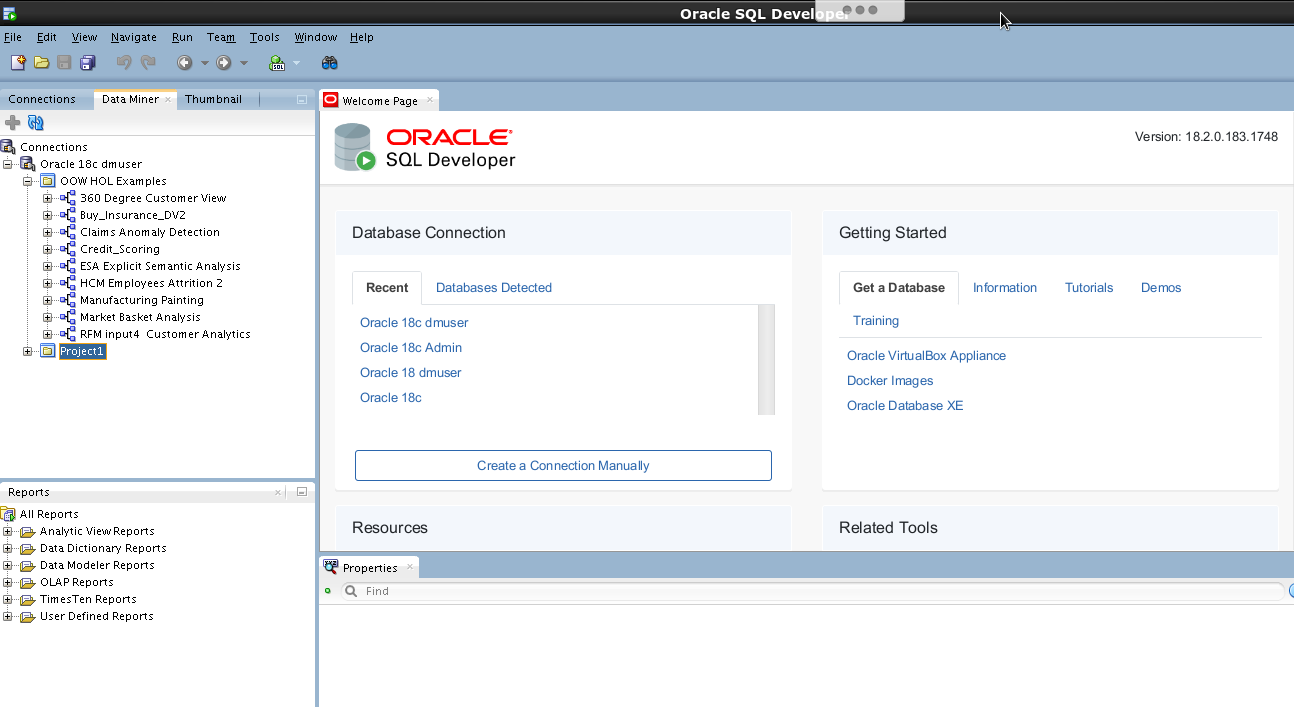 Oracle SQL Developer
File Edit View Navigate Run Team Tools Window Help
SQL
Connections Data Miner Thumbnail
Connections
Oracle 18c dmuser
OOW HOL Examples
360 Degree Customer View
Buy_Insurance_DV2
Claims Anomaly Detection
Credit_Scoring
ESA Explicit Semantic Analysis
HCM Employees Attrition 2
Manufacturing Painting
Market Basket Analysis
RFM input4 Customer Analytics
Project1
Reports
All Reports
Analytic View Reports
Data Dictionary Reports
Data Modeler Reports
OLAP Reports
TimesTen Reports
User Defined Reports
Welcome Page
ORACLE®
SQL Developer
Version: 18.2.0.183.1748
Database Connection
Recent Databases Detected
Oracle 18c dmuser
Oracle 18c Admin
Oracle 18 dmuser
Oracle 18c
Create a Connection Manually
Getting Started
Get a Database Information Tutorials Demos
Training
Oracle VirtualBox Appliance
Docker Images
Oracle Database XE
Resources
Related Tools
Properties
Find